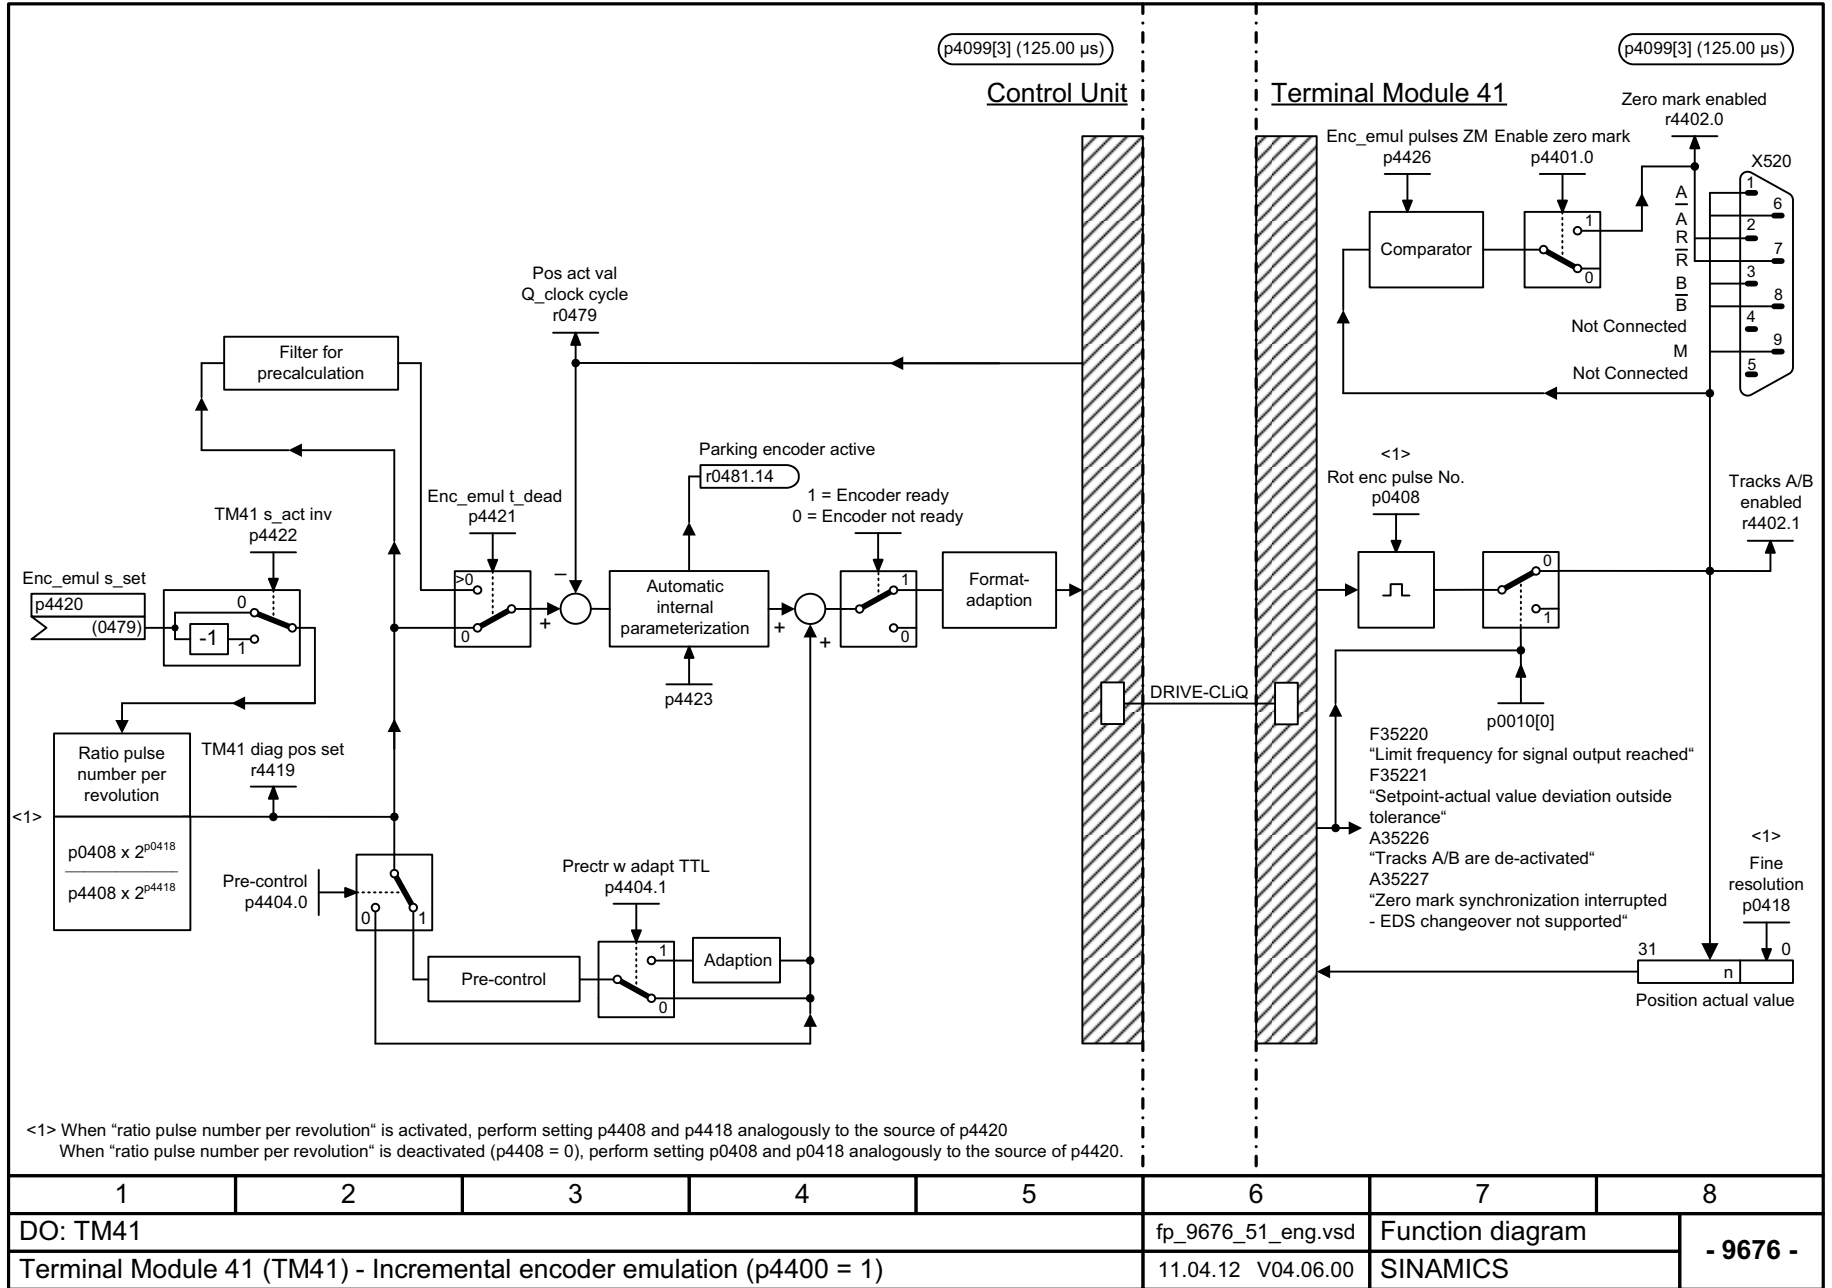 p4099[3] (125.00 µs)
p4099[3] (125.00 µs)
Control Unit
Terminal Module 41
Zero mark enabled
r4402.0
Enc_emul pulses ZM
p4426
Enable zero mark
p4401.0
X520
Comparator
1
0
A
A
R
R
B
B
Not Connected
M
Not Connected
1
6
2
7
3
8
4
9
5
Pos act val
Q_clock cycle
r0479
Filter for
precalculation
Parking encoder active
r0481.14
1 = Encoder ready
0 = Encoder not ready
Enc_emul t_dead
p4421
TM41 s_act inv
p4422
Enc_emul s_set
p4420
(0479)
-1
0
1
>0
0
–
+
Automatic
internal
parameterization
p4423
+
+
1
0
Format-
adaption
<1>
Rot enc pulse No.
p0408
0
1
p0010[0]
Tracks A/B
enabled
r4402.1
DRIVE-CLiQ
Ratio pulse
number per
revolution
<1>
p0408 x 2^p0418
p4408 x 2^p4418
TM41 diag pos set
r4419
Pre-control
p4404.0
0
1
Prectr w adapt TTL
p4404.1
Pre-control
1
0
Adaption
F35220
“Limit frequency for signal output reached“
F35221
“Setpoint-actual value deviation outside
tolerance“
A35226
“Tracks A/B are de-activated“
A35227
“Zero mark synchronization interrupted
- EDS changeover not supported“
<1>
Fine
resolution
p0418
31
0
n
Position actual value
<1> When “ratio pulse number per revolution“ is activated, perform setting p4408 and p4418 analogously to the source of p4420
When “ratio pulse number per revolution“ is deactivated (p4408 = 0), perform setting p0408 and p0418 analogously to the source of p4420.
1 2 3 4 5 6 7 8
DO: TM41
fp_9676_51_eng.vsd
Function diagram
- 9676 -
Terminal Module 41 (TM41) - Incremental encoder emulation (p4400 = 1)
11.04.12 V04.06.00
SINAMICS